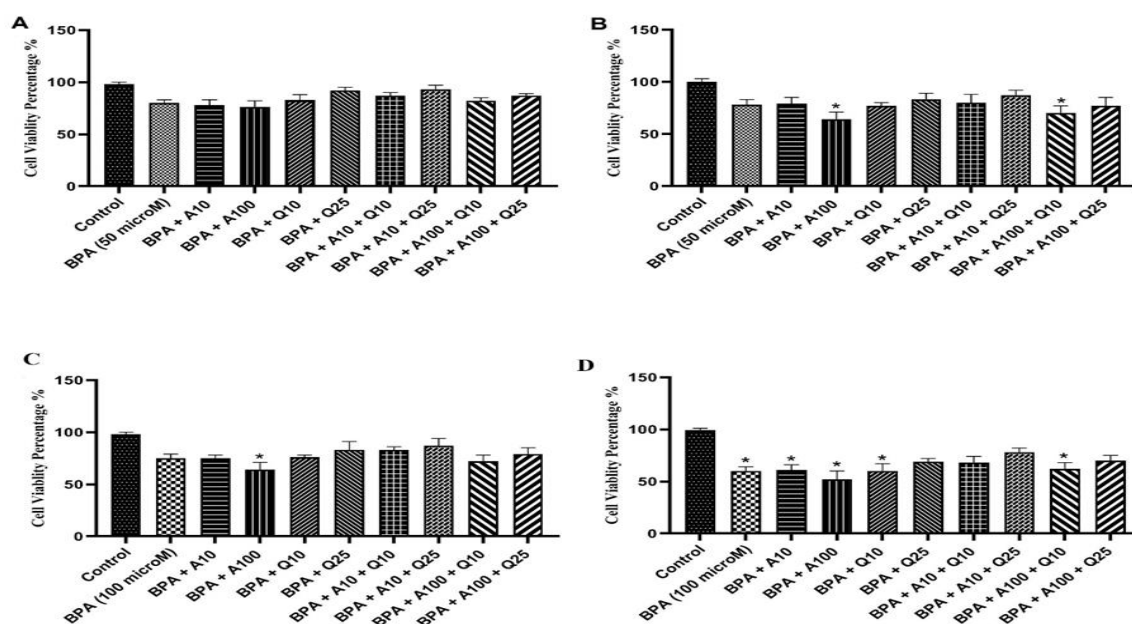 A
Cell Viablity Percentage %
150
100
50
0
Control
BPA (50 microM)
BPA + A10
BPA + A100
BPA + Q10
BPA + Q25
BPA + A10 + Q10
BPA + A10 + Q25
BPA + A100 + Q10
BPA + A100 + Q25
B
Cell Viablity Percentage %
150
100
50
0
*
*
Control
BPA (50 microM)
BPA + A10
BPA + A100
BPA + Q10
BPA + Q25
BPA + A10 + Q10
BPA + A10 + Q25
BPA + A100 + Q10
BPA + A100 + Q25
C
Cell Viablity Percentage %
150
100
50
0
*
Control
BPA (100 microM)
BPA + A10
BPA + A100
BPA + Q10
BPA + Q25
BPA + A10 + Q10
BPA + A10 + Q25
BPA + A100 + Q10
BPA + A100 + Q25
D
Cell Viablity Percentage %
150
100
50
0
*
*
*
*
*
Control
BPA (100 microM)
BPA + A10
BPA + A100
BPA + Q10
BPA + Q25
BPA + A10 + Q10
BPA + A10 + Q25
BPA + A100 + Q10
BPA + A100 + Q25